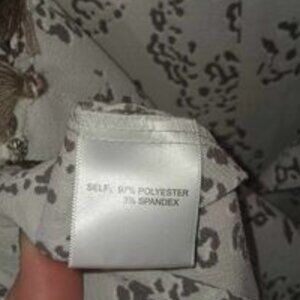 SELF: 97% POLYESTER
3% SPANDEX